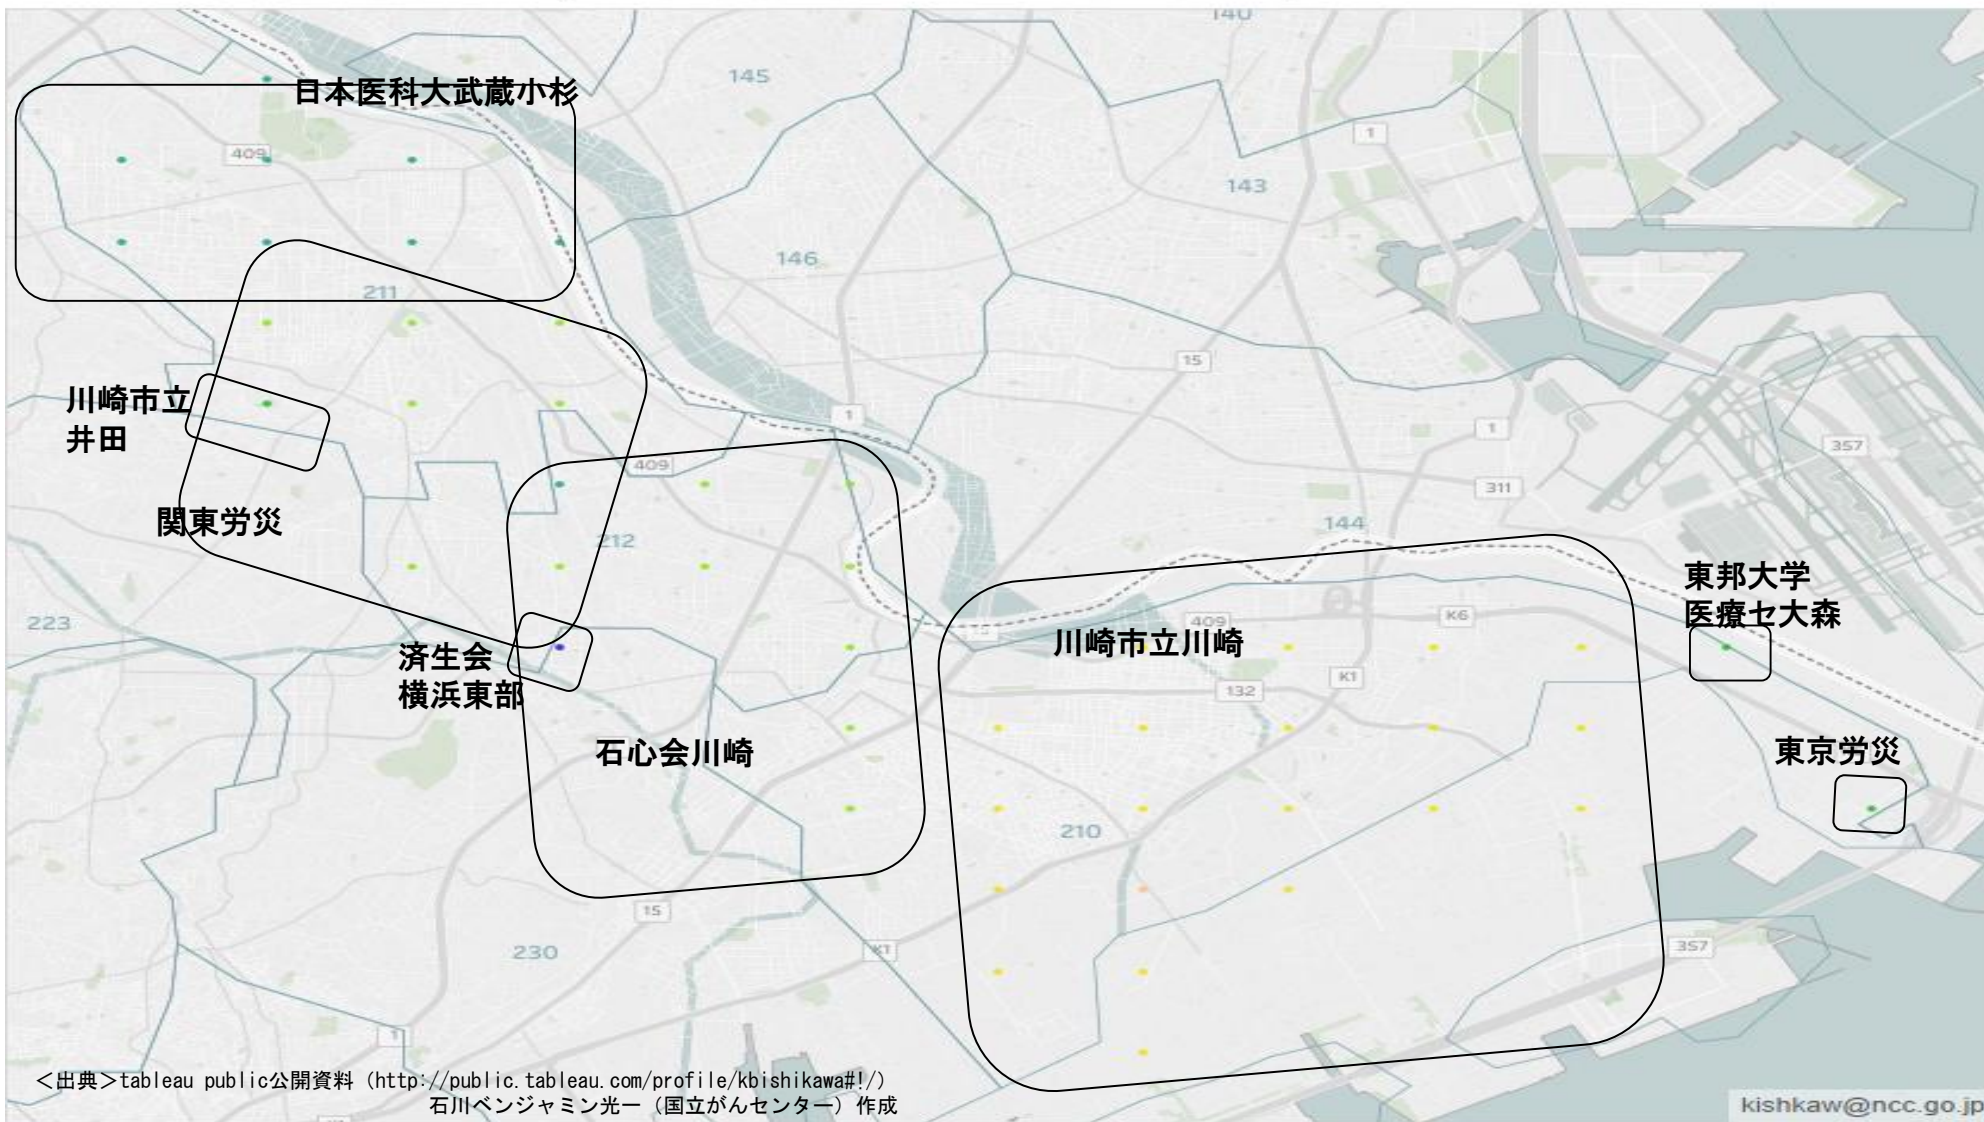 140
日本医科大武蔵小杉
145
1
409
143
146
211
15
川崎市立
井田
1
1
357
409
311
関東労災
212
144
東邦大学
医療セ大森
223
409
K6
川崎市立川崎
済生会
横浜東部
K1
132
石心会川崎
東京労災
210
15
230
K1
357
1
＜出典＞tableau public公開資料（http://public.tableau.com/profile/kbishikawa#!/）
石川ベンジャミン光一（国立がんセンター）作成
kishkaw@ncc.go.jp